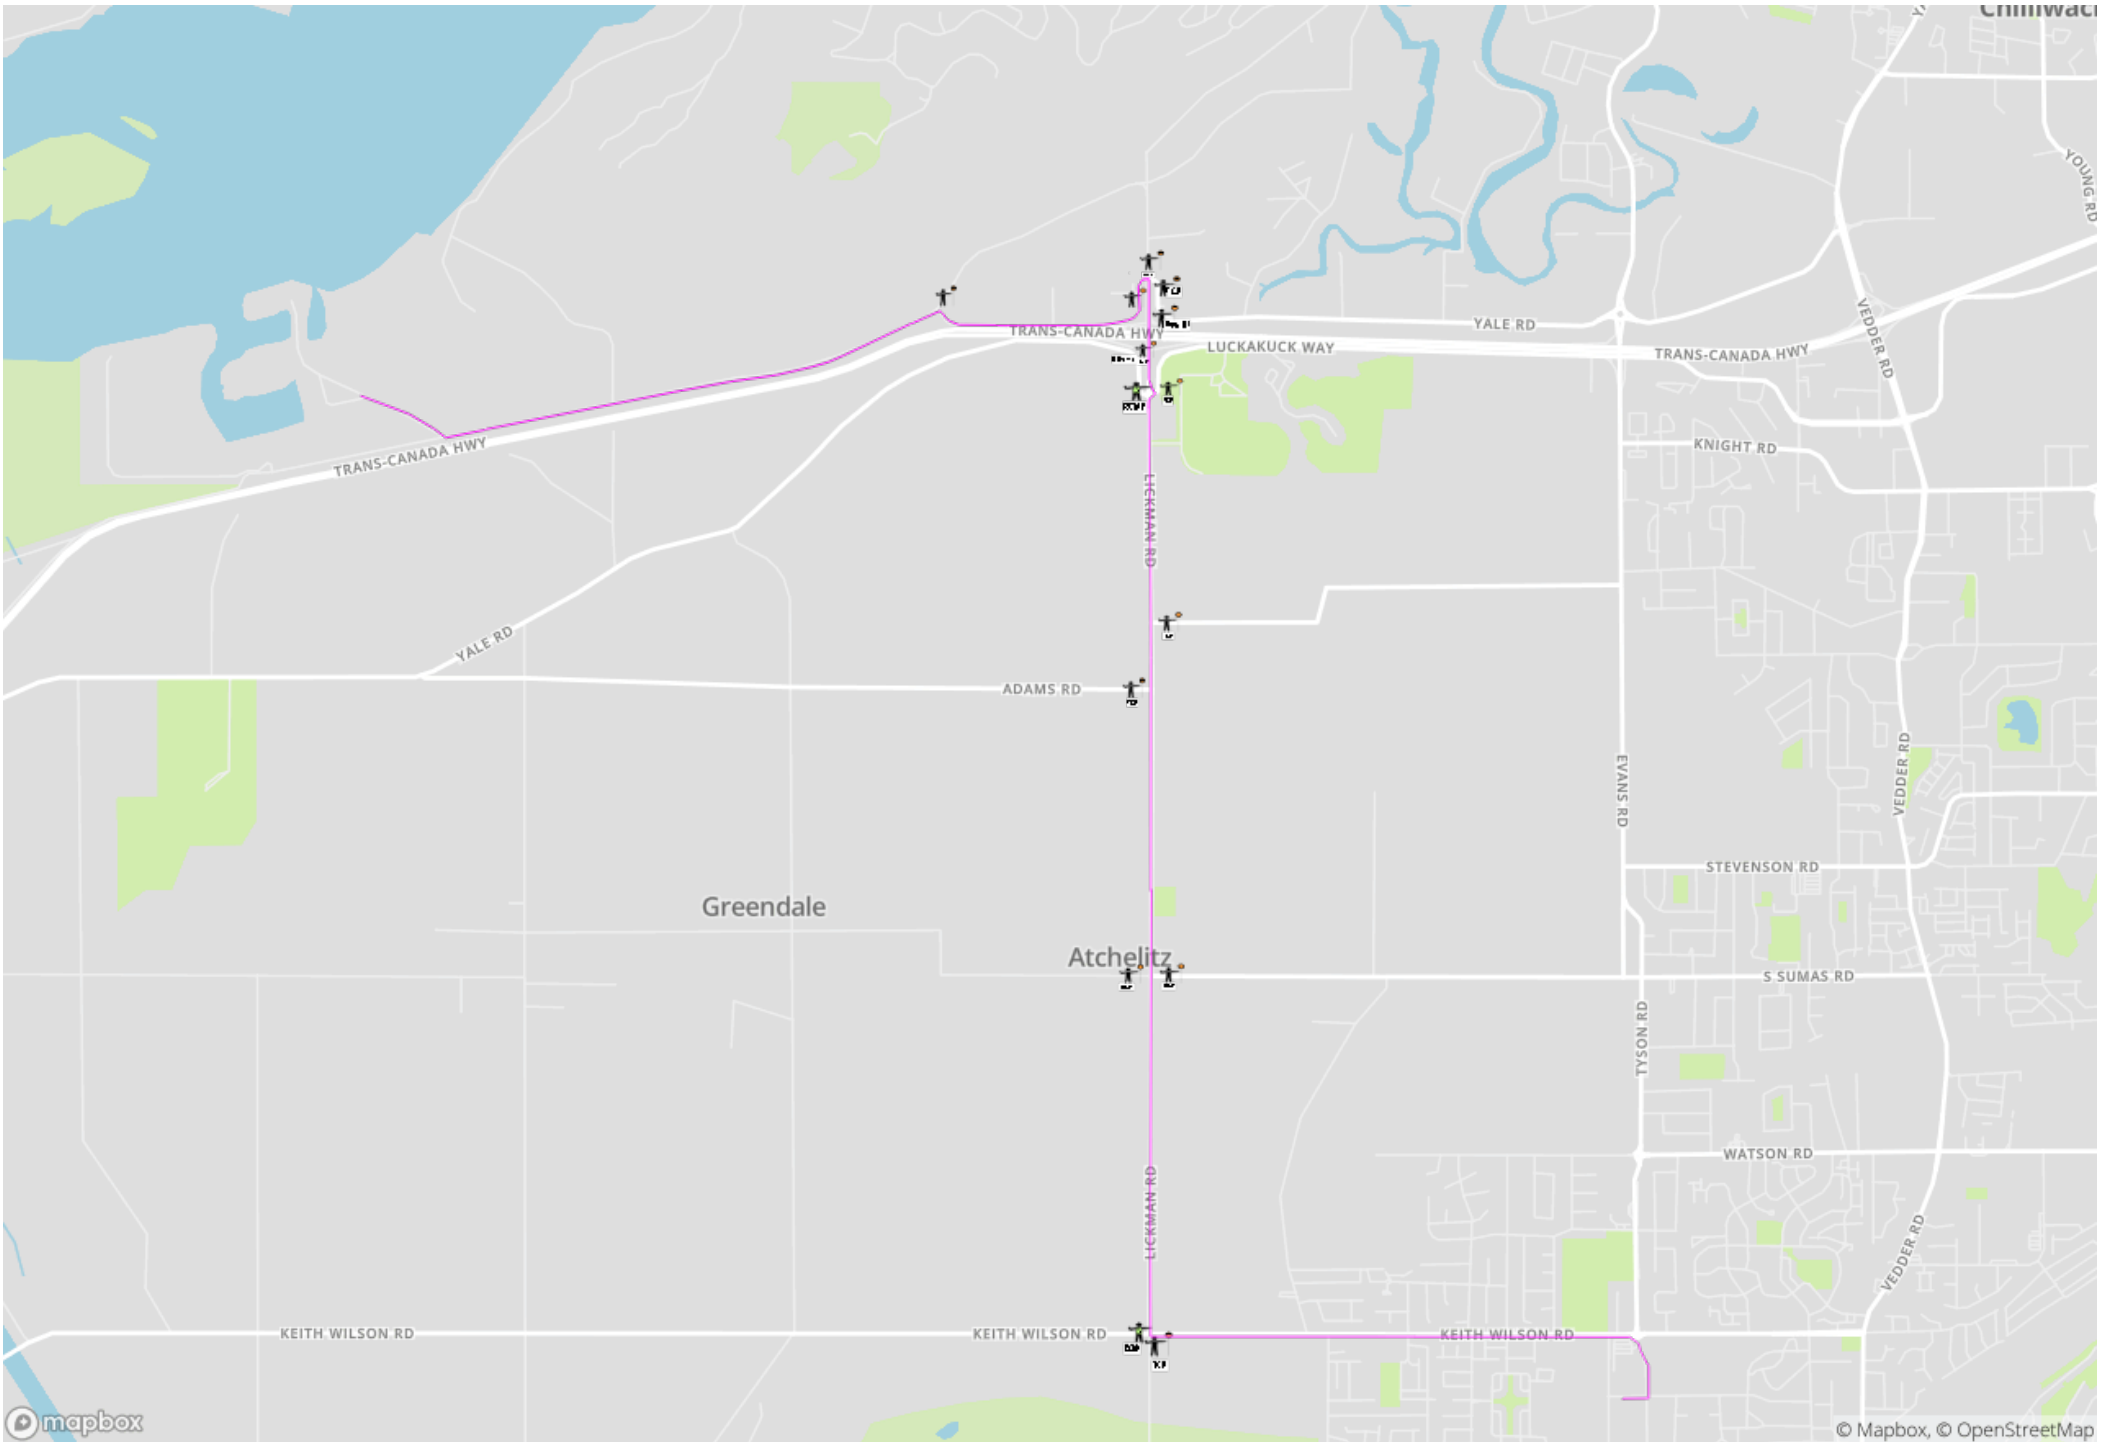 Chilliwac
YOUNG RD
TRANS-CANADA HWY
YALE RD
LUCKAKUCK WAY
TRANS-CANADA HWY
VEDDER RD
TRANS-CANADA HWY
KNIGHT RD
LICKMAN RD
YALE RD
ADAMS RD
EVANS RD
VEDDER RD
STEVENSON RD
Greendale
Atchelitz
S SUMAS RD
TYSON RD
WATSON RD
LICKMAN RD
VEDDER RD
KEITH WILSON RD
KEITH WILSON RD
KEITH WILSON RD
mapbox
© Mapbox, © OpenStreetMap